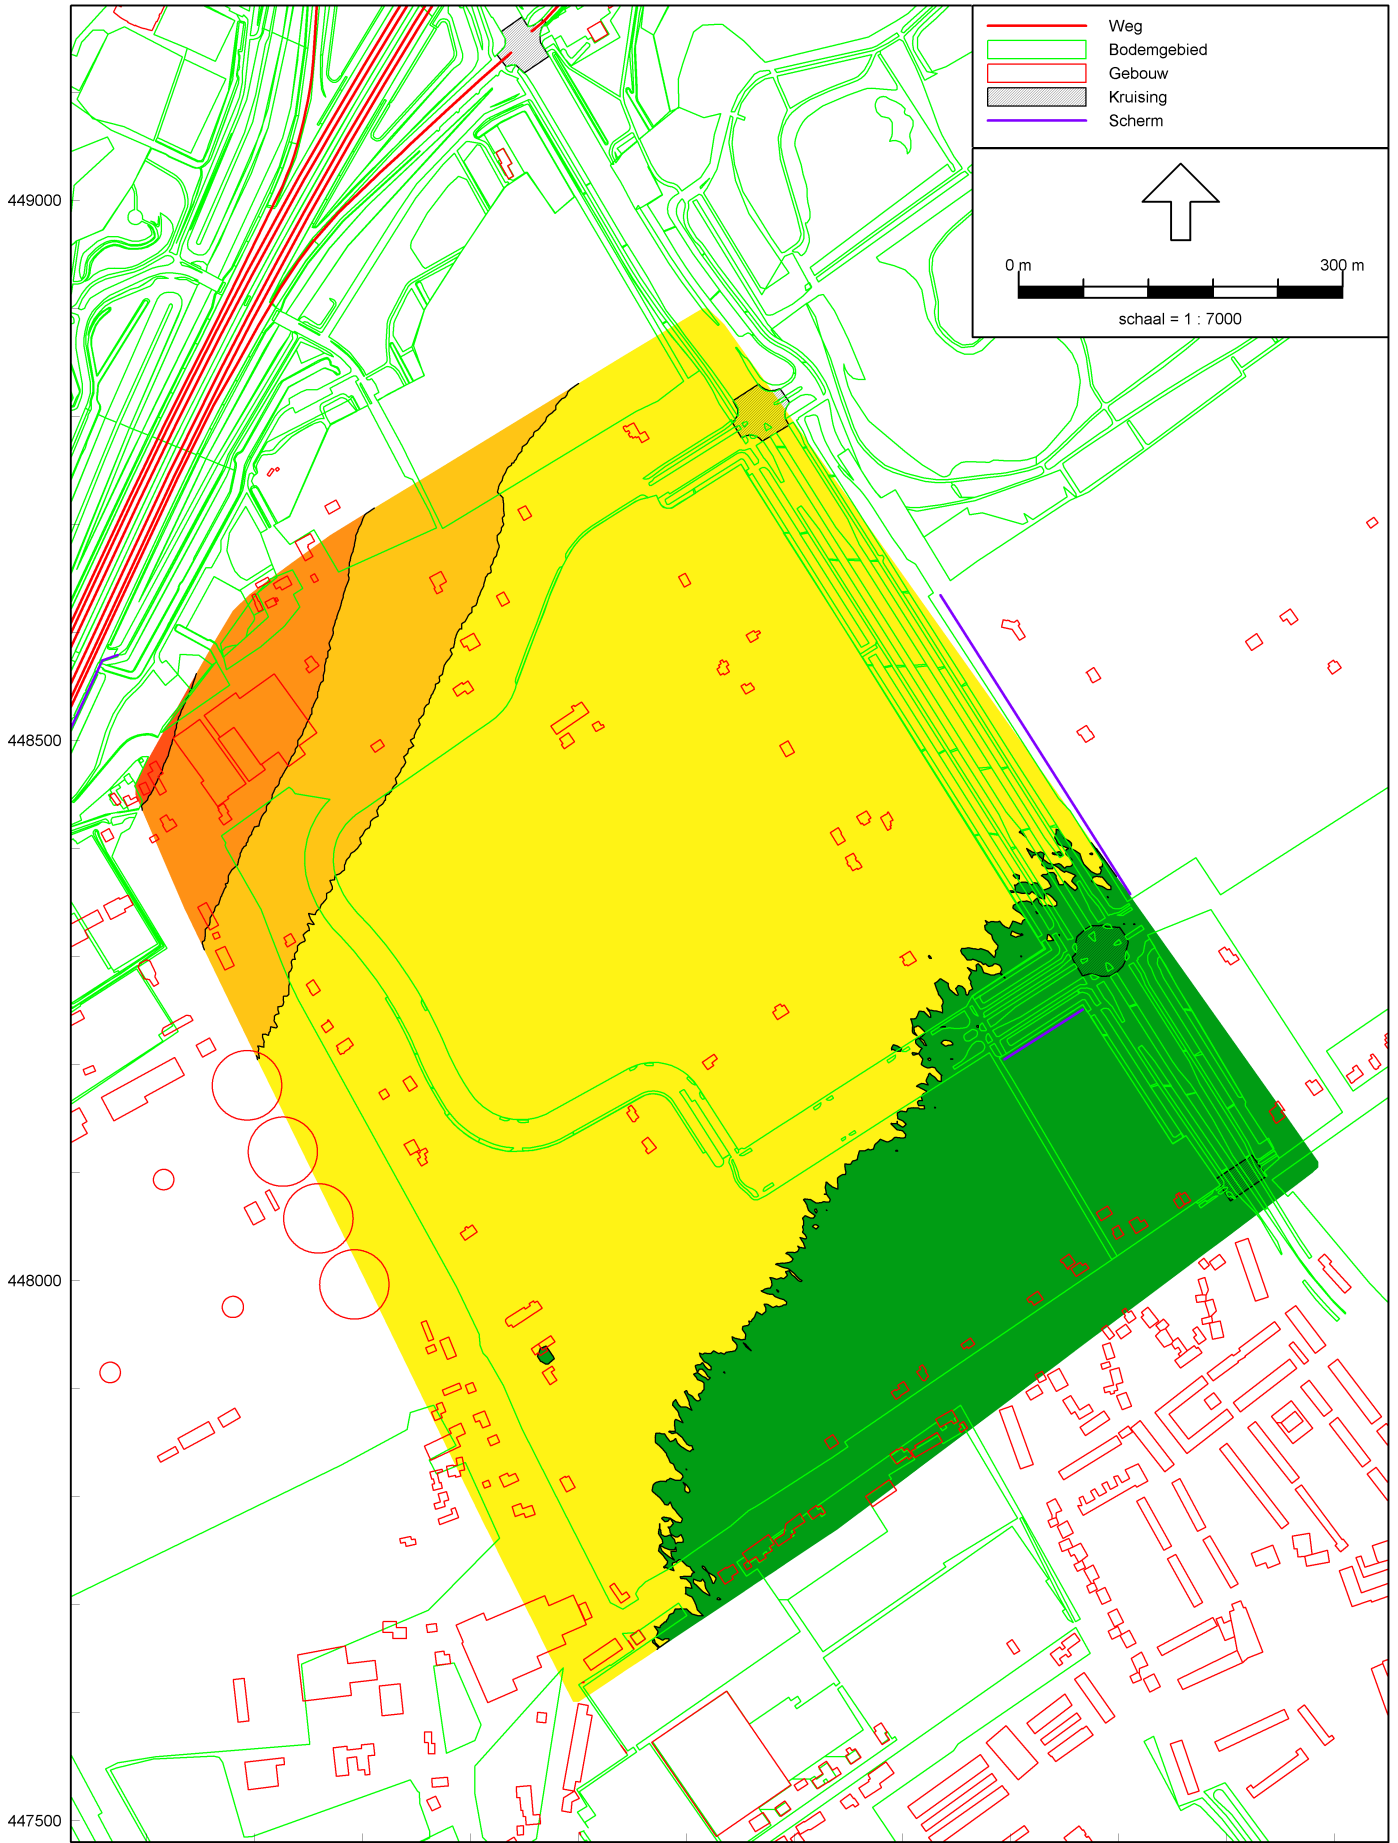 Weg
Bodemgebied
Gebouw
Kruising
Scherm
0 m 300 m
schaal = 1 : 7000
449000
448500
448000
447500